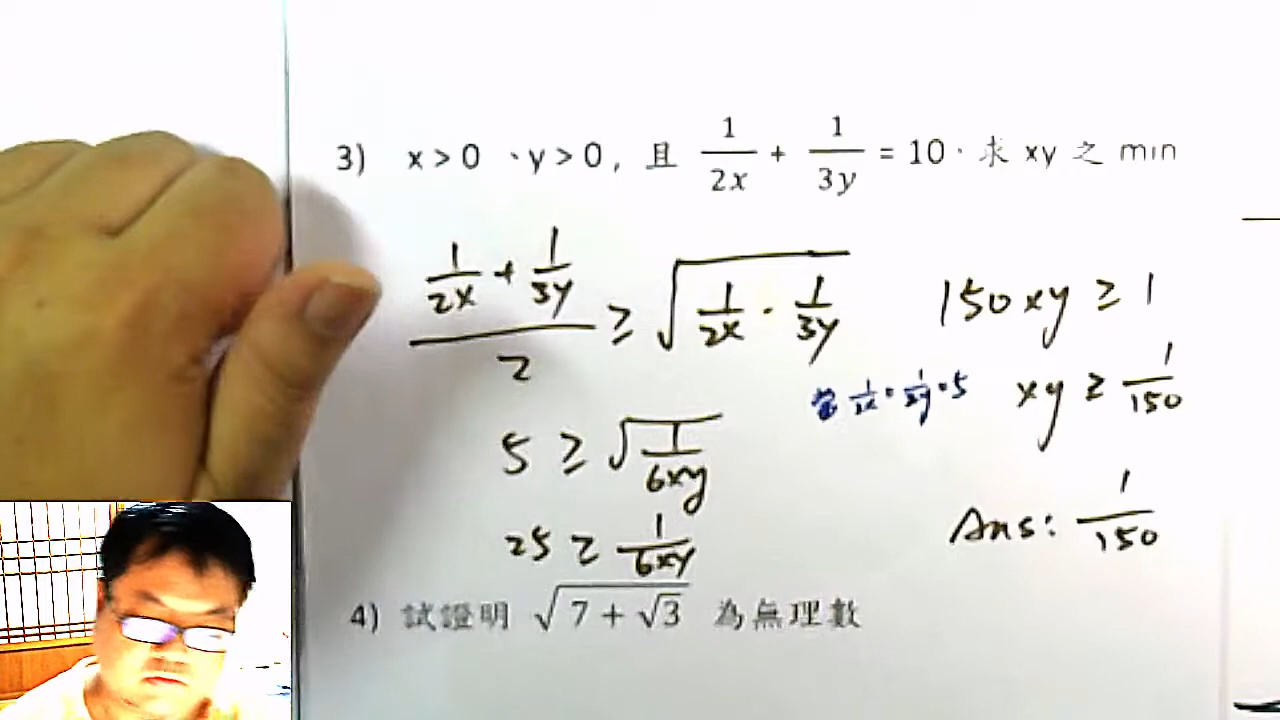 3) x > 0 、y > 0, 且 1/2x + 1/3y = 10，求 xy 之 min
(1/2x + 1/3y)/2 ≥ √(1/2x · 1/3y)
5 ≥ √(1/6xy)
25 ≥ 1/6xy
150xy ≥ 1
xy ≥ 1/150
Ans: 1/150
4) 試證明 √(7 + √3) 為無理數